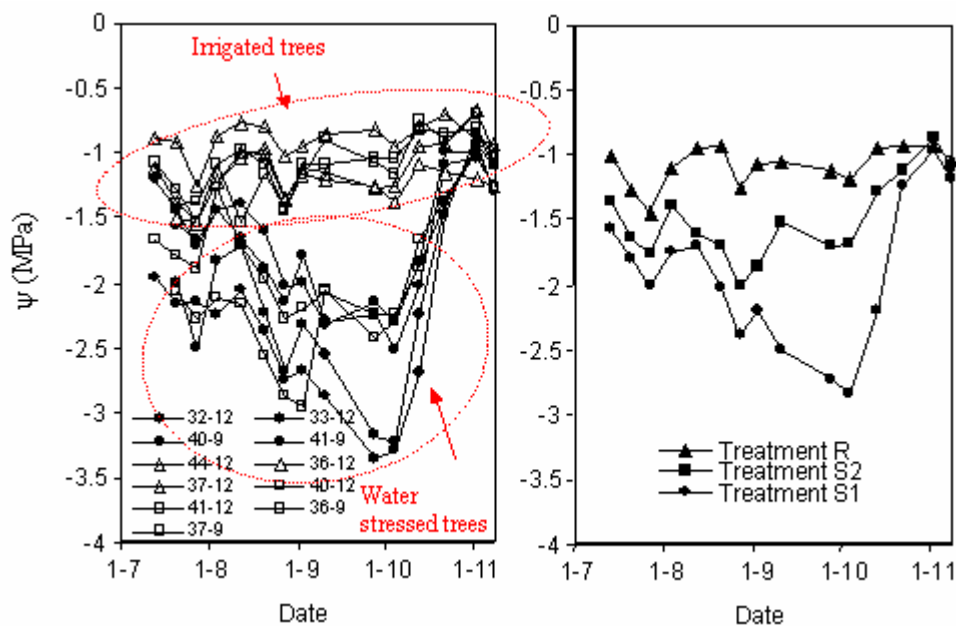 0
-0.5
-1
-1.5
-2
-2.5
-3
-3.5
-4
ψ (MPa)
Irrigated trees
32-12 33-12
40-9 41-9
44-12 36-12
37-12 40-12
41-12 36-9
37-9
Water
stressed trees
1-7 1-8 1-9 1-10 1-11
Date
0
-0.5
-1
-1.5
-2
-2.5
-3
-3.5
-4
Treatment R
Treatment S2
Treatment S1
1-7 1-8 1-9 1-10 1-11
Date